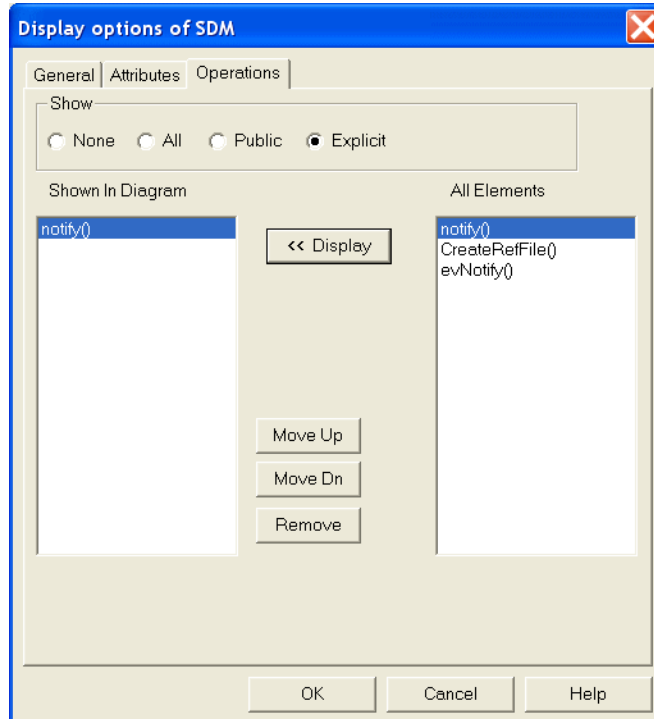 Display options of SDM
General Attributes Operations
Show
None All Public Explicit
Shown In Diagram All Elements
notify() << Display notify()
CreateRefFile()
evNotify()
Move Up
Move Dn
Remove
OK Cancel Help